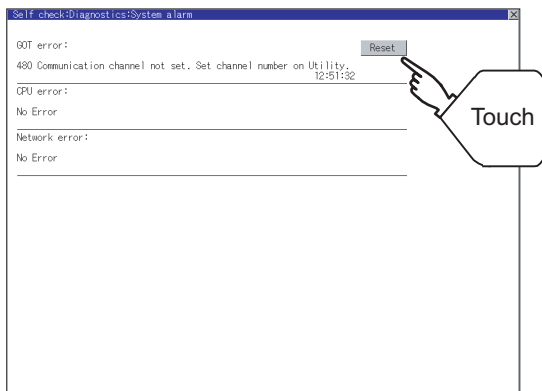 Self check:Diagnostics:System alarm
GOT error:
Reset
480 Communication channel not set. Set channel number on Utility.
12:51:32
CPU error:
No Error
Network error:
No Error
Touch